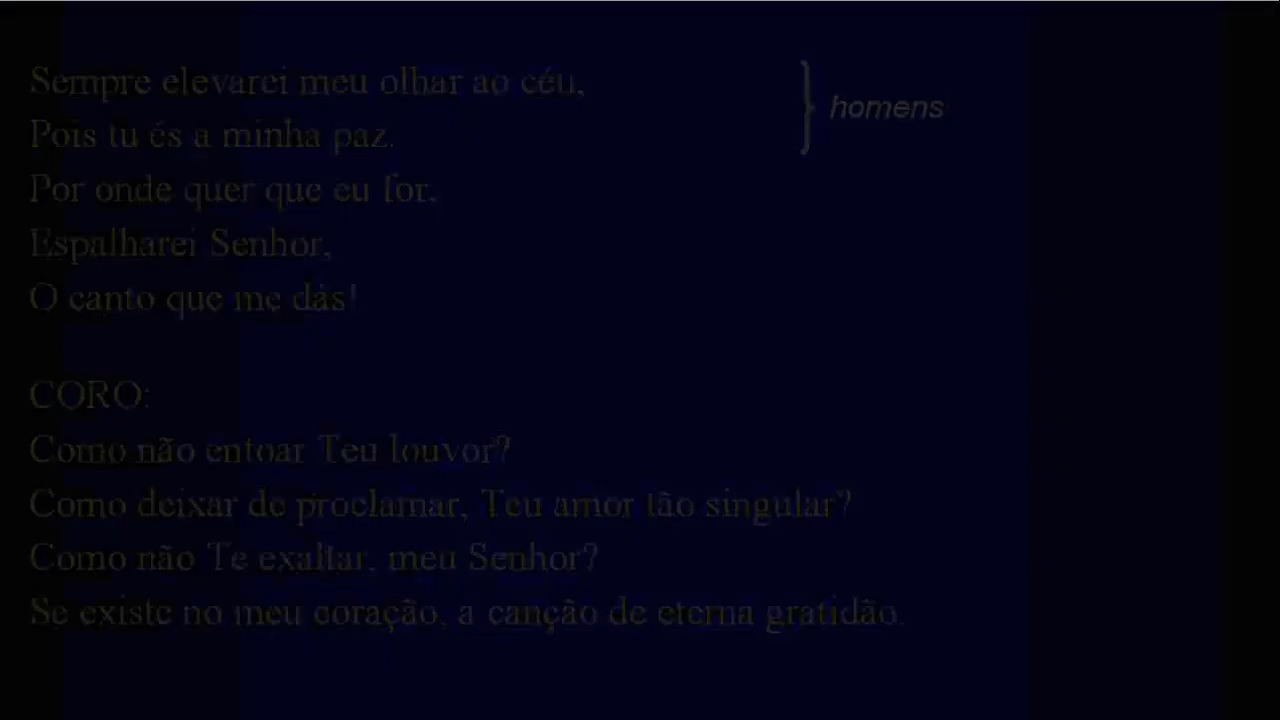 Sempre elevarei meu olhar ao céu,
Pois tu és a minha paz.
homens
Por onde quer que eu for,
Espalharei Senhor,
O canto que me dás!
CORO:
Como não entoar Teu louvor?
Como deixar de proclamar, Teu amor tão singular?
Como não Te exaltar, meu Senhor?
Se existe no meu coração, a canção de eterna gratidão.